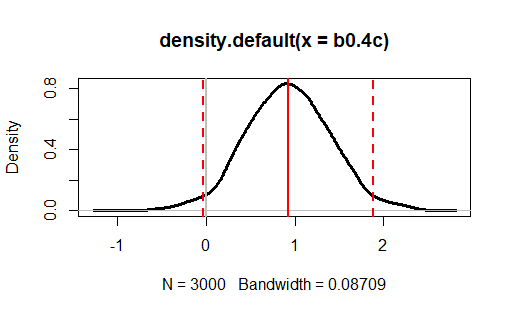 density.default(x = b0.4c)
Density
0.8
0.4
0.0
-1
0
1
2
N = 3000 Bandwidth = 0.08709